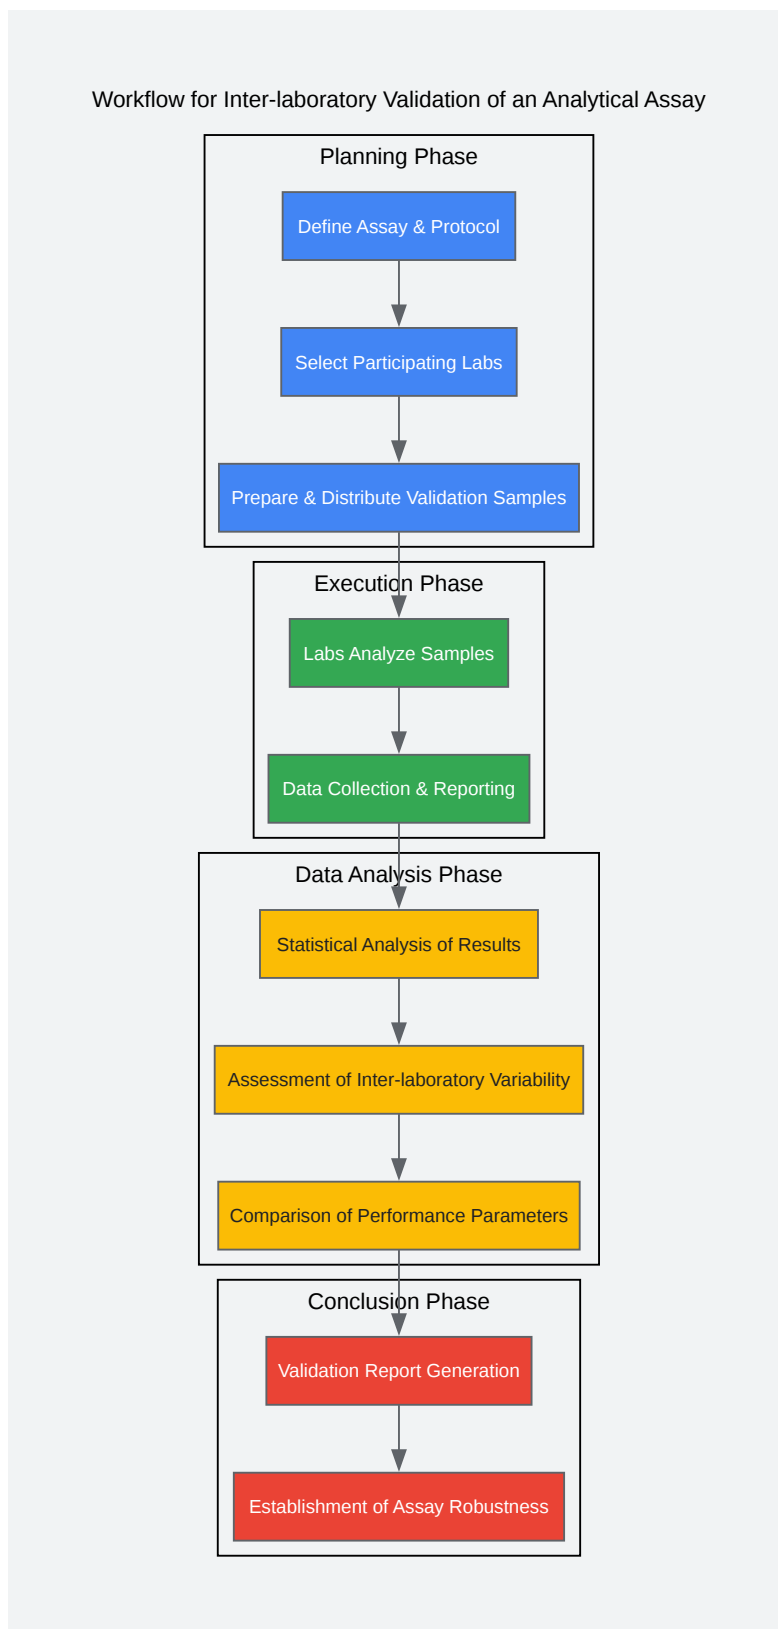 Workflow for Inter-laboratory Validation of an Analytical Assay
Planning Phase
Define Assay & Protocol
Select Participating Labs
Prepare & Distribute Validation Samples
Execution Phase
Labs Analyze Samples
Data Collection & Reporting
Data Analysis Phase
Statistical Analysis of Results
Assessment of Inter-laboratory Variability
Comparison of Performance Parameters
Conclusion Phase
Validation Report Generation
Establishment of Assay Robustness